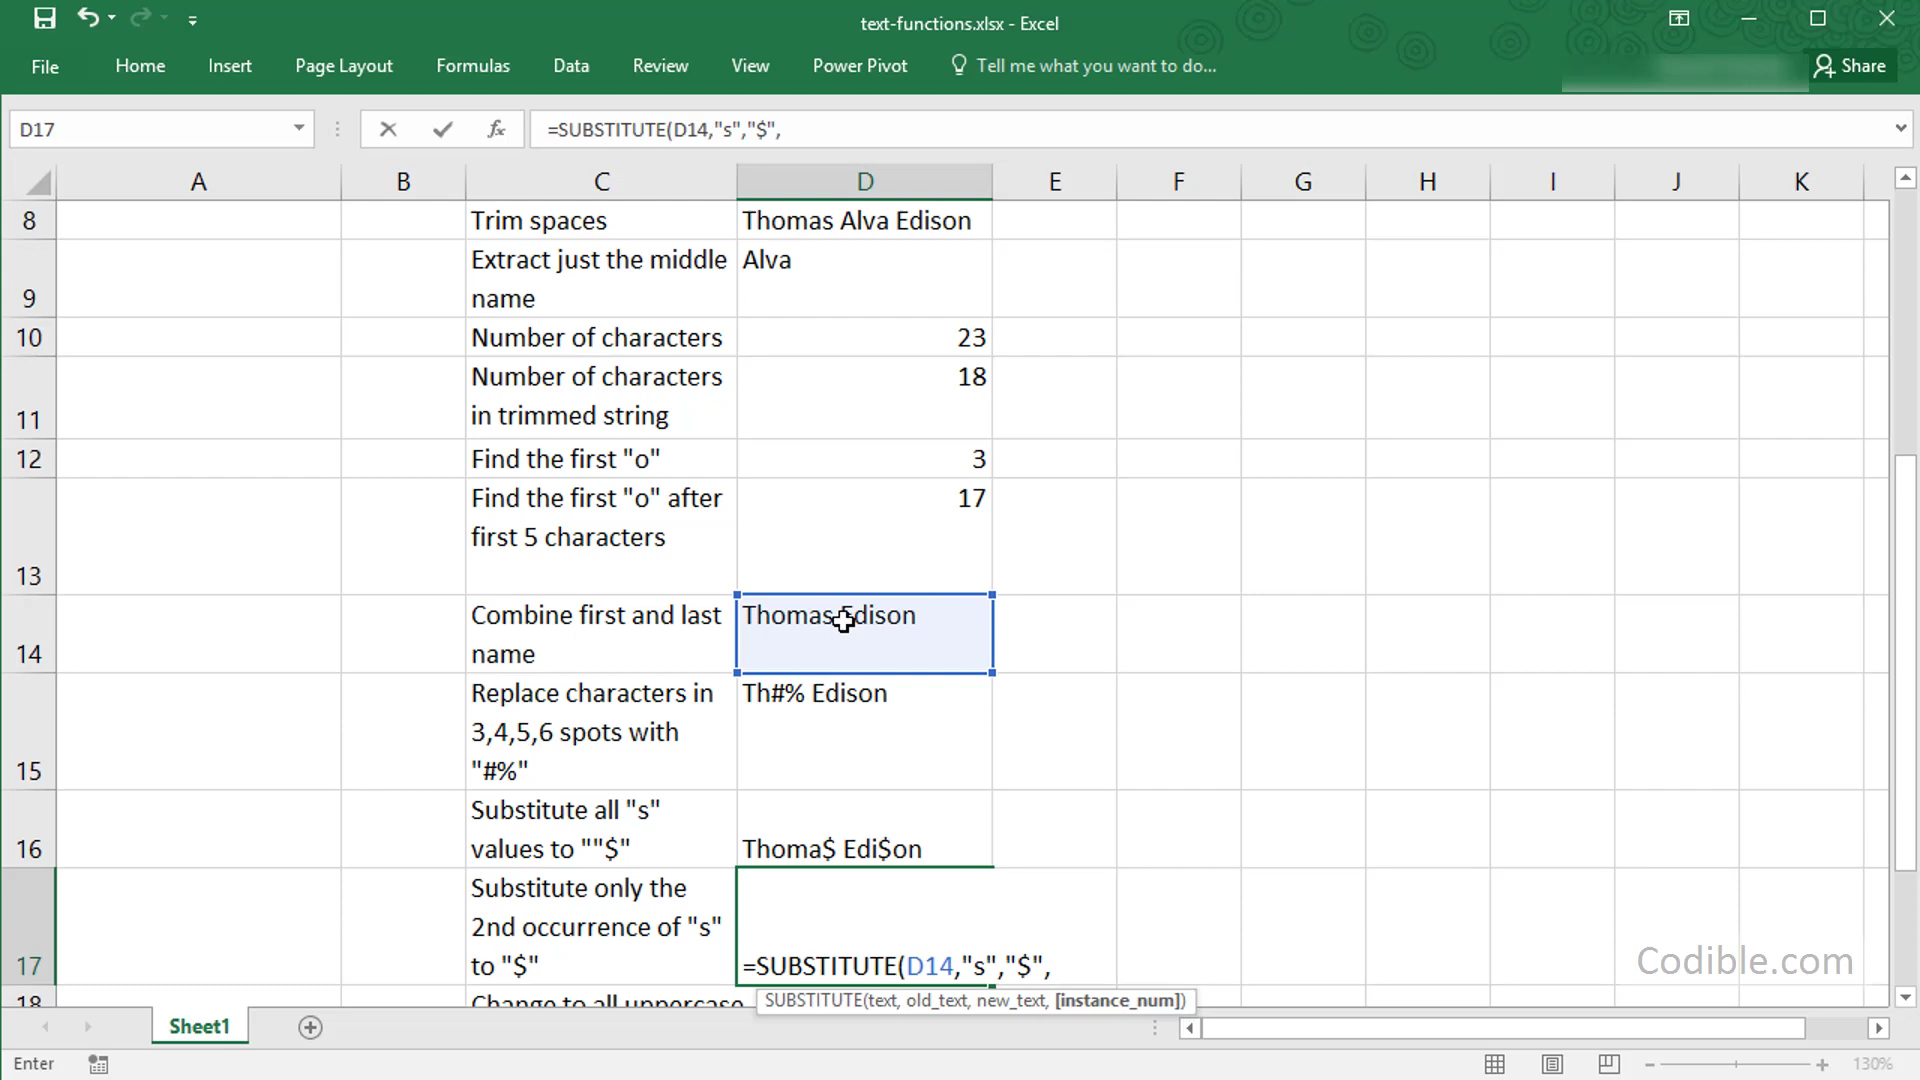 text-functions.xlsx - Excel
File Home Insert Page Layout Formulas Data Review View Power Pivot Tell me what you want to do... Share
D17 fx =SUBSTITUTE(D14,"s","$",
A B C D E F G H I J K
8 Trim spaces Thomas Alva Edison
Extract just the middle Alva
9 name
10 Number of characters 23
Number of characters 18
11 in trimmed string
12 Find the first "o" 3
Find the first "o" after 17
first 5 characters
13
Combine first and last Thomas Edison
14 name
Replace characters in Th#% Edison
3,4,5,6 spots with
15 "#%"
Substitute all "s"
16 values to ""$" Thoma$ Edi$on
Substitute only the
2nd occurrence of "s"
17 to "$" =SUBSTITUTE(D14,"s","$",
Codible.com
18 Change to all uppercase
SUBSTITUTE(text, old_text, new_text, [instance_num])
Sheet1
Enter 130%